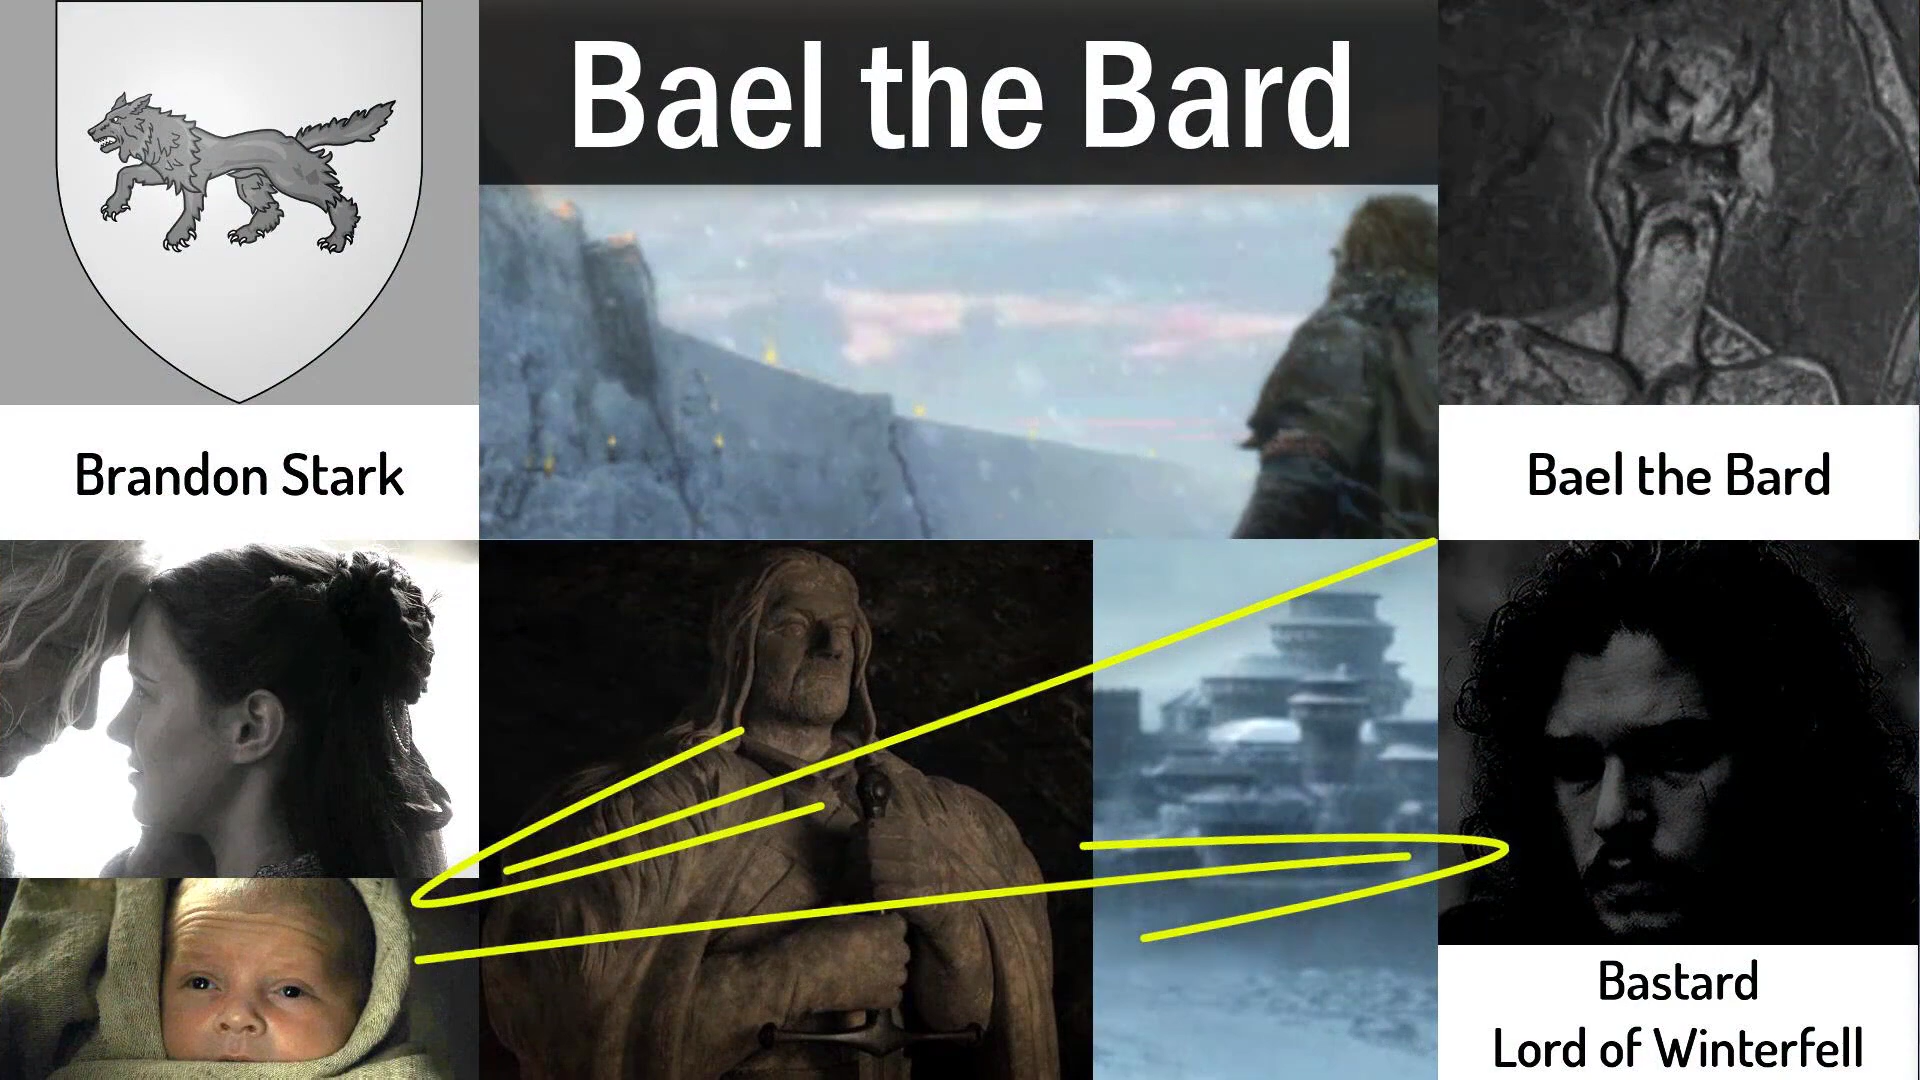 Bael the Bard
Brandon Stark
Bael the Bard
Bastard
Lord of Winterfell